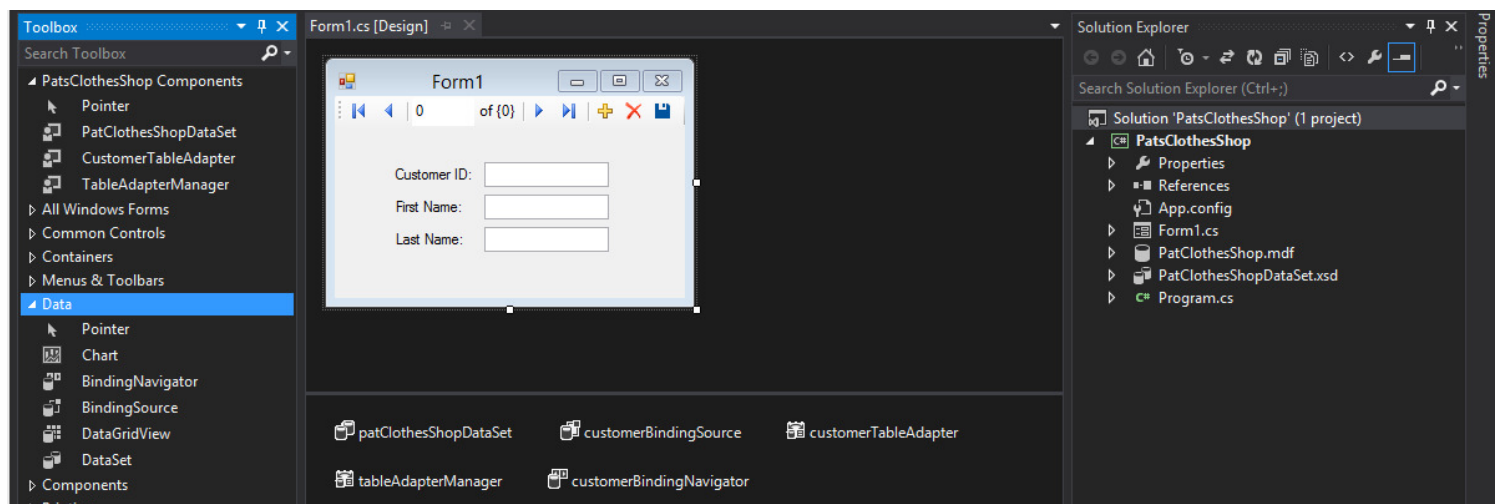 Toolbox
Search Toolbox
PatsClothesShop Components
Pointer
PatClothesShopDataSet
CustomerTableAdapter
TableAdapterManager
All Windows Forms
Common Controls
Containers
Menus & Toolbars
Data
Pointer
Chart
BindingNavigator
BindingSource
DataGridView
DataSet
Components
Form1.cs [Design]
Form1
0 of {0}
Customer ID:
First Name:
Last Name:
patClothesShopDataSet customerBindingSource customerTableAdapter
tableAdapterManager customerBindingNavigator
Solution Explorer
Search Solution Explorer (Ctrl+;)
Solution 'PatsClothesShop' (1 project)
C# PatsClothesShop
Properties
References
App.config
Form1.cs
PatClothesShop.mdf
PatClothesShopDataSet.xsd
C# Program.cs
Properties